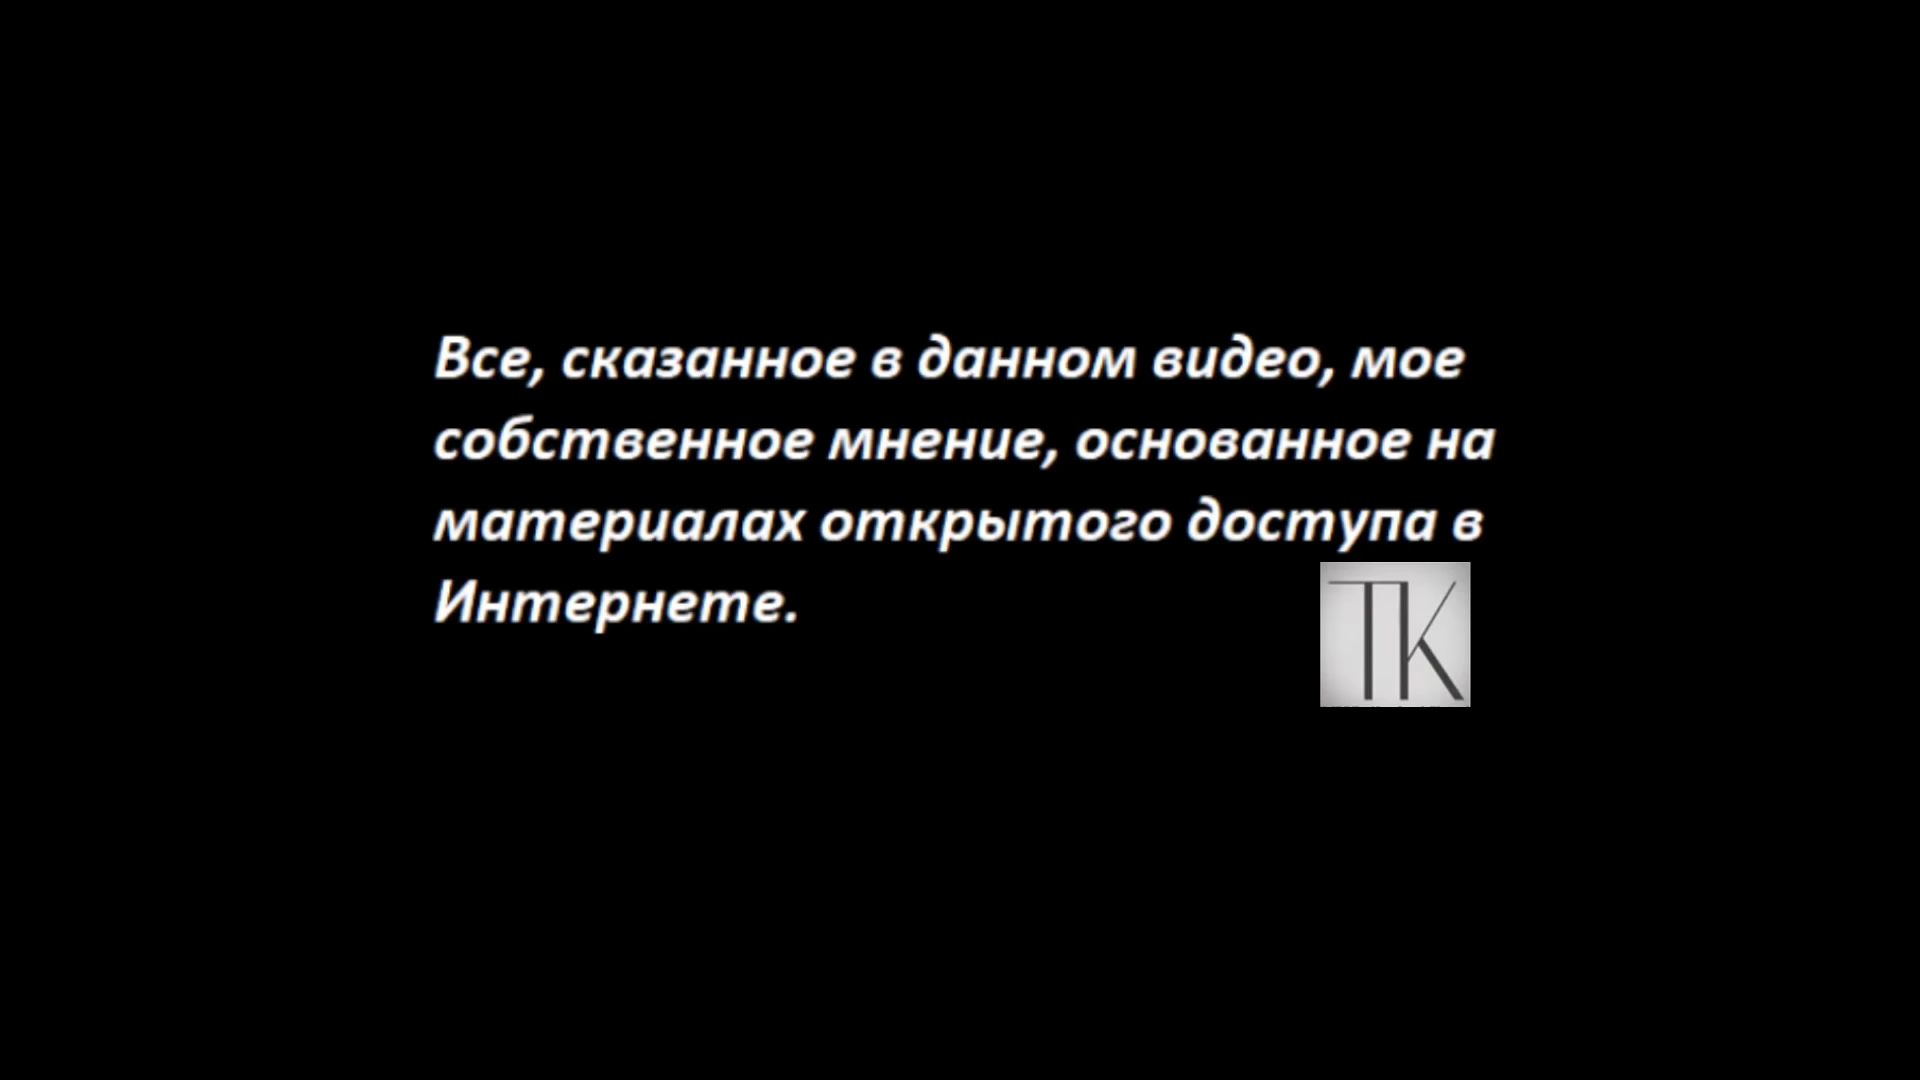 Все, сказанное в данном видео, мое
собственное мнение, основанное на
материалах открытого доступа в
Интернете.
TK